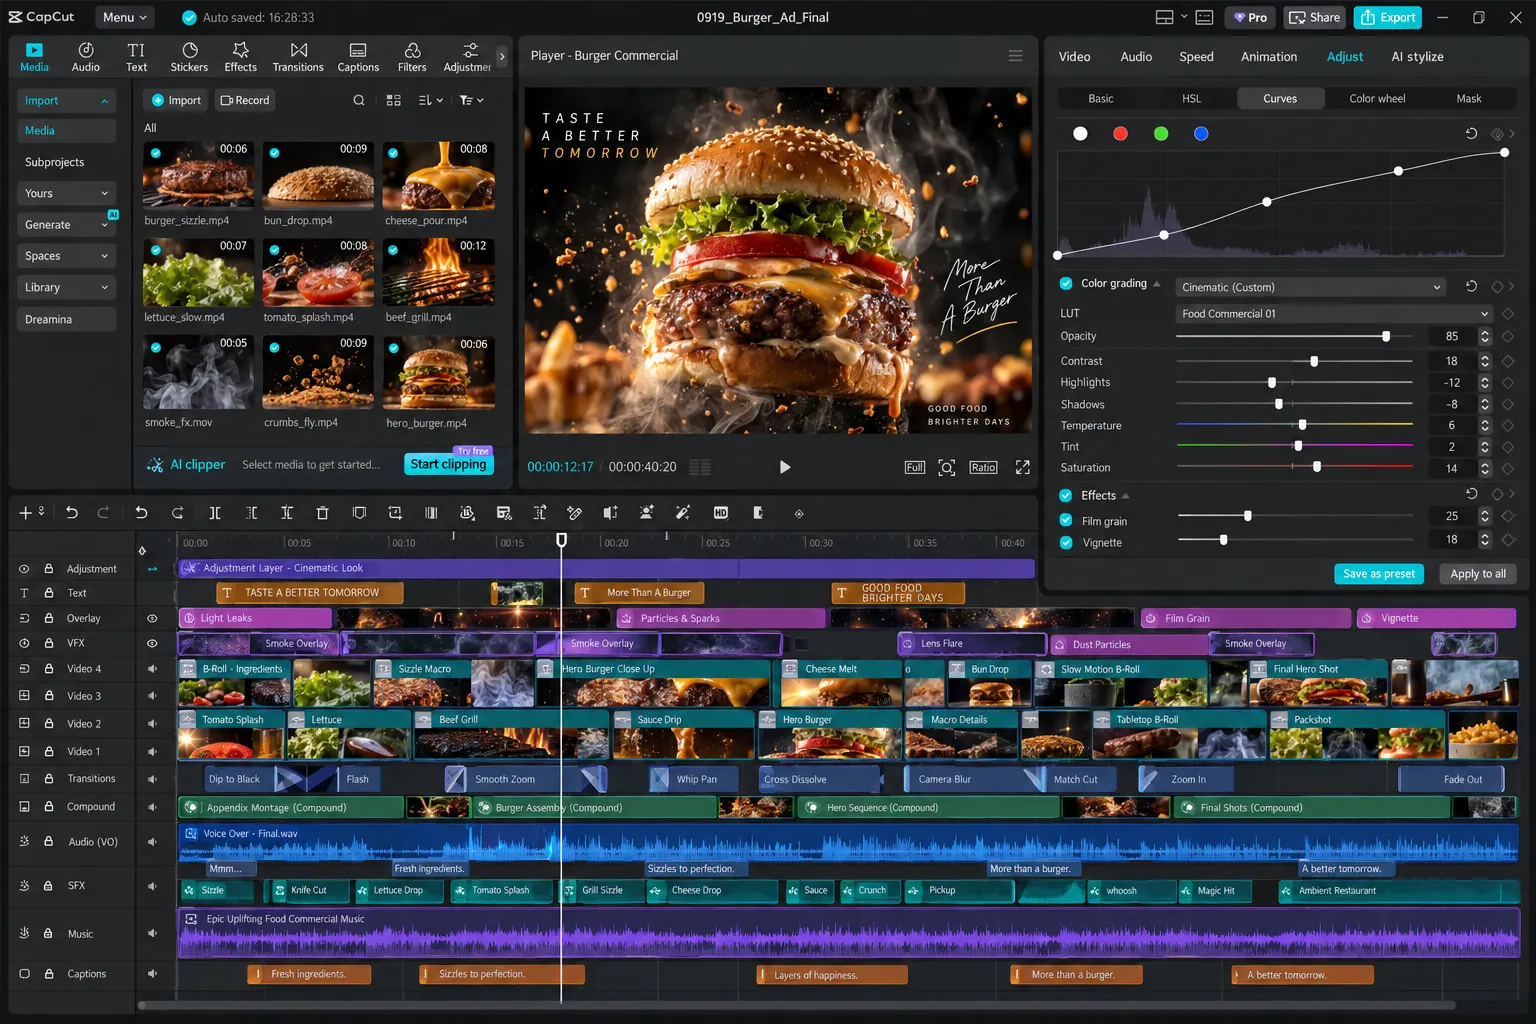 CapCut
Menu
Auto saved: 16:28:33
0919_Burger_Ad_Final
Pro
Share
Export
Media
Audio
Text
Stickers
Effects
Transitions
Captions
Filters
Adjustmer
Import
Media
Subprojects
Yours
Generate
AI
Spaces
Library
Dreamina
Import
Record
All
00:06
00:09
00:08
burger_sizzle.mp4
bun_drop.mp4
cheese_pour.mp4
00:07
00:08
00:12
lettuce_slow.mp4
tomato_splash.mp4
beef_grill.mp4
00:05
00:09
00:06
smoke_fx.mov
crumbs_fly.mp4
hero_burger.mp4
AI clipper
Select media to get started...
Try free
Start clipping
Player - Burger Commercial
TASTE
A BETTER
TOMORROW
More
Than
A Burger
GOOD FOOD
BRIGHTER DAYS
00:00:12:17 / 00:00:40:20
Full
Ratio
Video
Audio
Speed
Animation
Adjust
AI stylize
Basic
HSL
Curves
Color wheel
Mask
Color grading
Cinematic (Custom)
LUT
Food Commercial 01
Opacity
85
Contrast
18
Highlights
-12
Shadows
-8
Temperature
6
Tint
2
Saturation
14
Effects
Film grain
25
Vignette
18
Save as preset
Apply to all
HD
00:00
00:05
00:10
00:15
00:20
00:25
00:30
00:35
00:40
Adjustment
Adjustment Layer - Cinematic Look
Text
TASTE A BETTER TOMORROW
More Than A Burger
GOOD FOOD
BRIGHTER DAYS
Overlay
Light Leaks
Particles & Sparks
Film Grain
Vignette
VFX
Smoke Overlay
Smoke Overlay
Lens Flare
Dust Particles
Smoke Overlay
Video 4
B-Roll - Ingredients
Sizzle Macro
Hero Burger Close Up
Cheese Melt
Bun Drop
Slow Motion B-Roll
Final Hero Shot
Video 3
Video 2
Tomato Splash
Lettuce
Beef Grill
Sauce Drip
Hero Burger
Macro Details
Tabletop B-Roll
Packshot
Video 1
Transitions
Dip to Black
Flash
Smooth Zoom
Whip Pan
Cross Dissolve
Camera Blur
Match Cut
Zoom In
Fade Out
Compound
Appendix Montage (Compound)
Burger Assembly (Compound)
Hero Sequence (Compound)
Final Shots (Compound)
Audio (VO)
Voice Over - Final.wav
Mmm...
Fresh ingredients.
Sizzles to perfection.
More than a burger.
A better tomorrow.
SFX
Sizzle
Knife Cut
Lettuce Drop
Tomato Splash
Grill Sizzle
Cheese Drop
Sauce
Crunch
Pickup
whoosh
Magic Hit
Ambient Restaurant
Music
Epic Uplifting Food Commercial Music
Captions
Fresh ingredients.
Sizzles to perfection.
Layers of happiness.
More than a burger.
A better tomorrow.